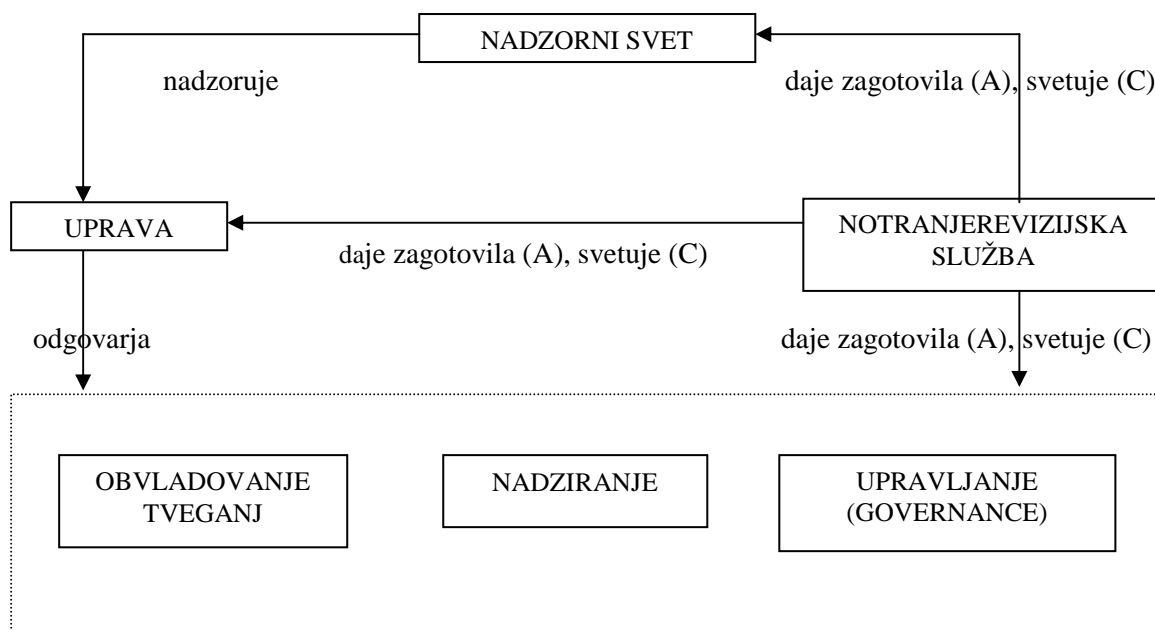 NADZORNI SVET
nadzoruje
daje zagotovila (A), svetuje (C)
UPRAVA
NOTRANJEREVIZIJSKA
SLUŽBA
daje zagotovila (A), svetuje (C)
odgovarja
daje zagotovila (A), svetuje (C)
OBVLADOVANJE
TVEGANJ
NADZIRANJE
UPRAVLJANJE
(GOVERNANCE)